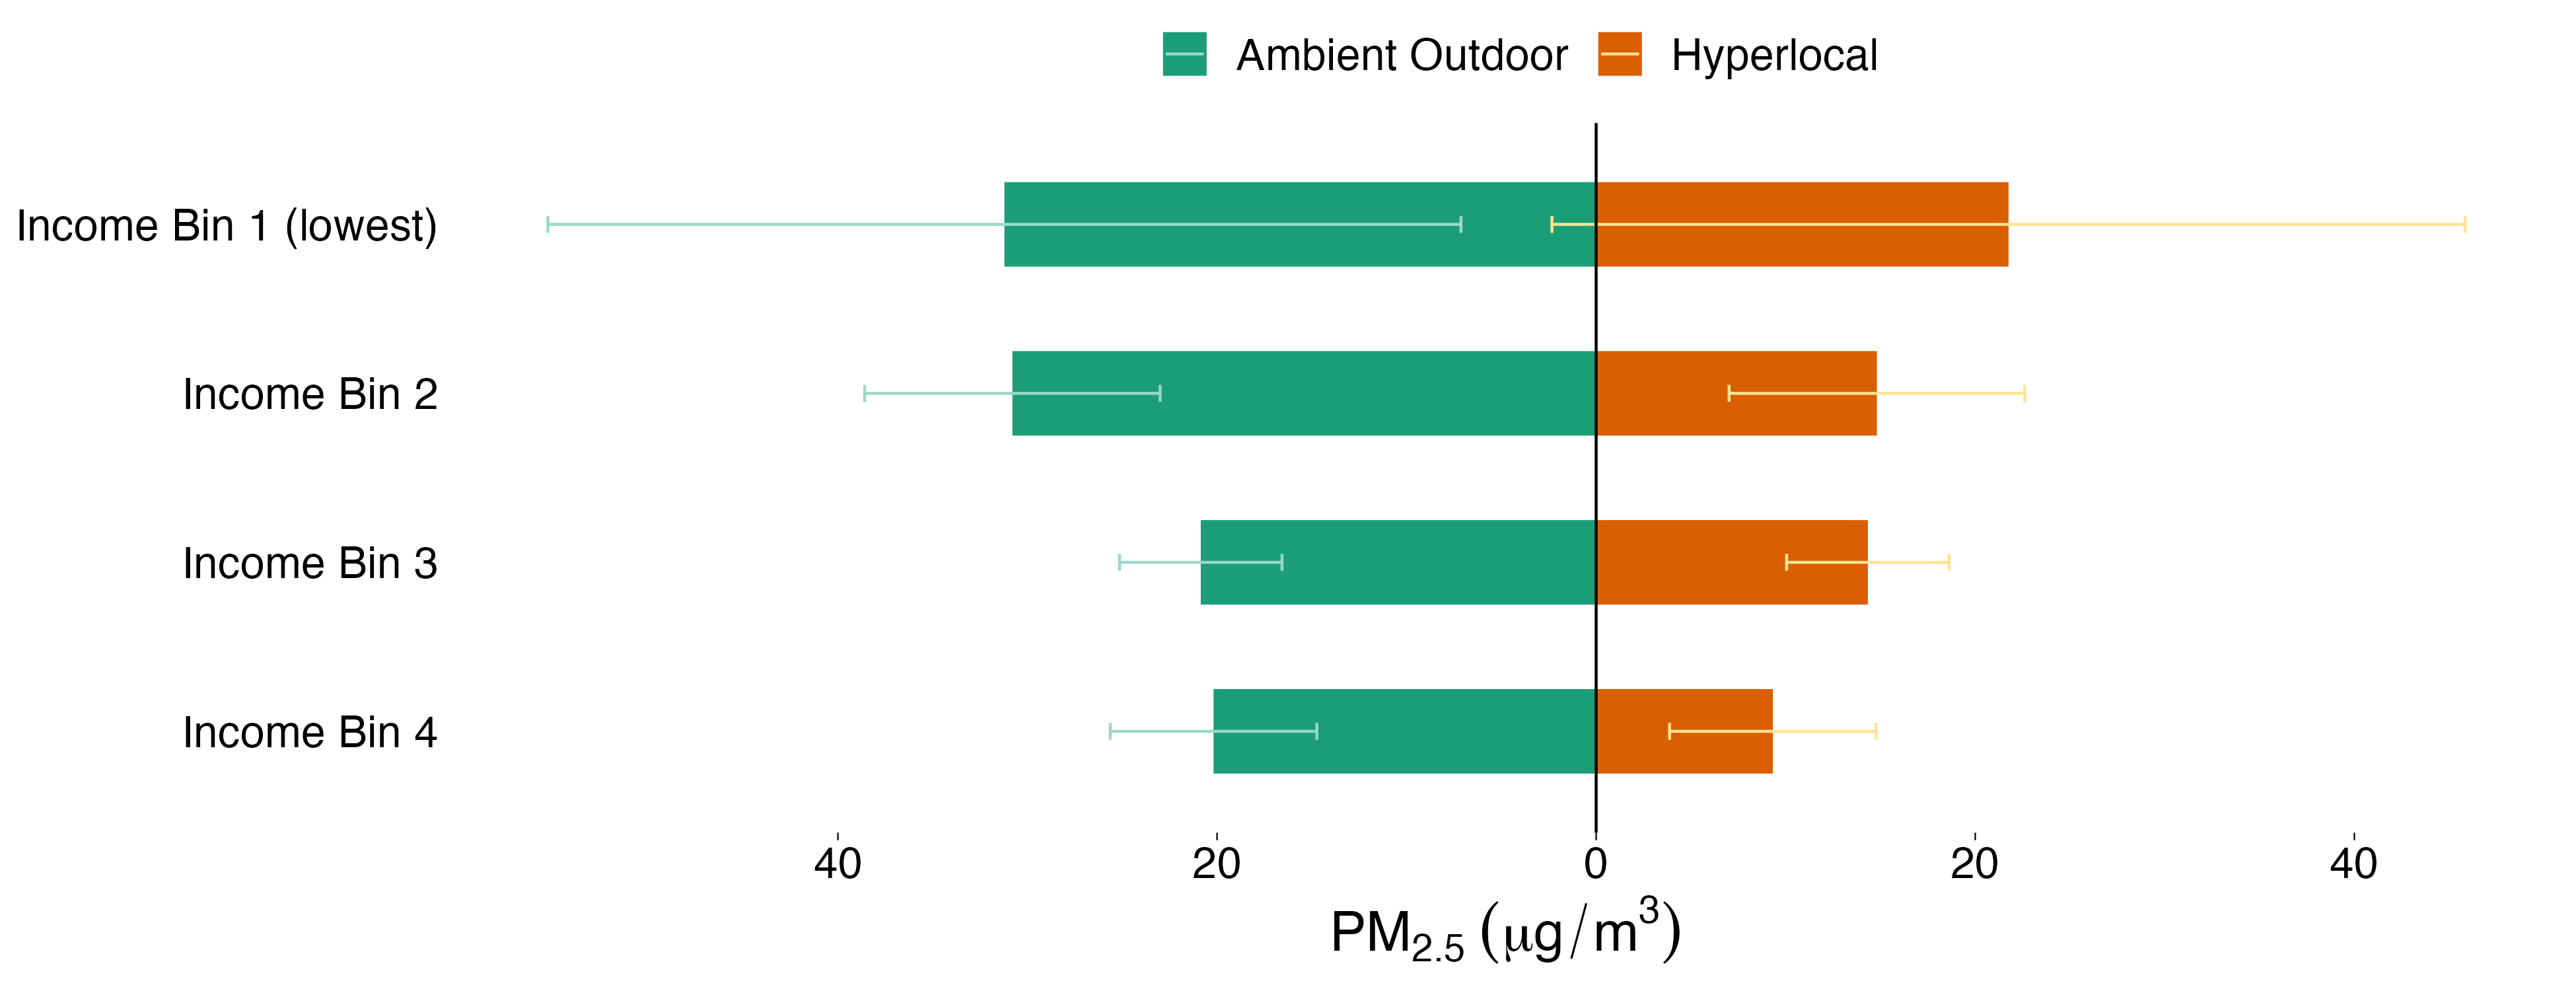 Ambient Outdoor Hyperlocal
Income Bin 1 (lowest)
Income Bin 2
Income Bin 3
Income Bin 4
40 20 0 20 40
PM₂.₅ (μg/m³)